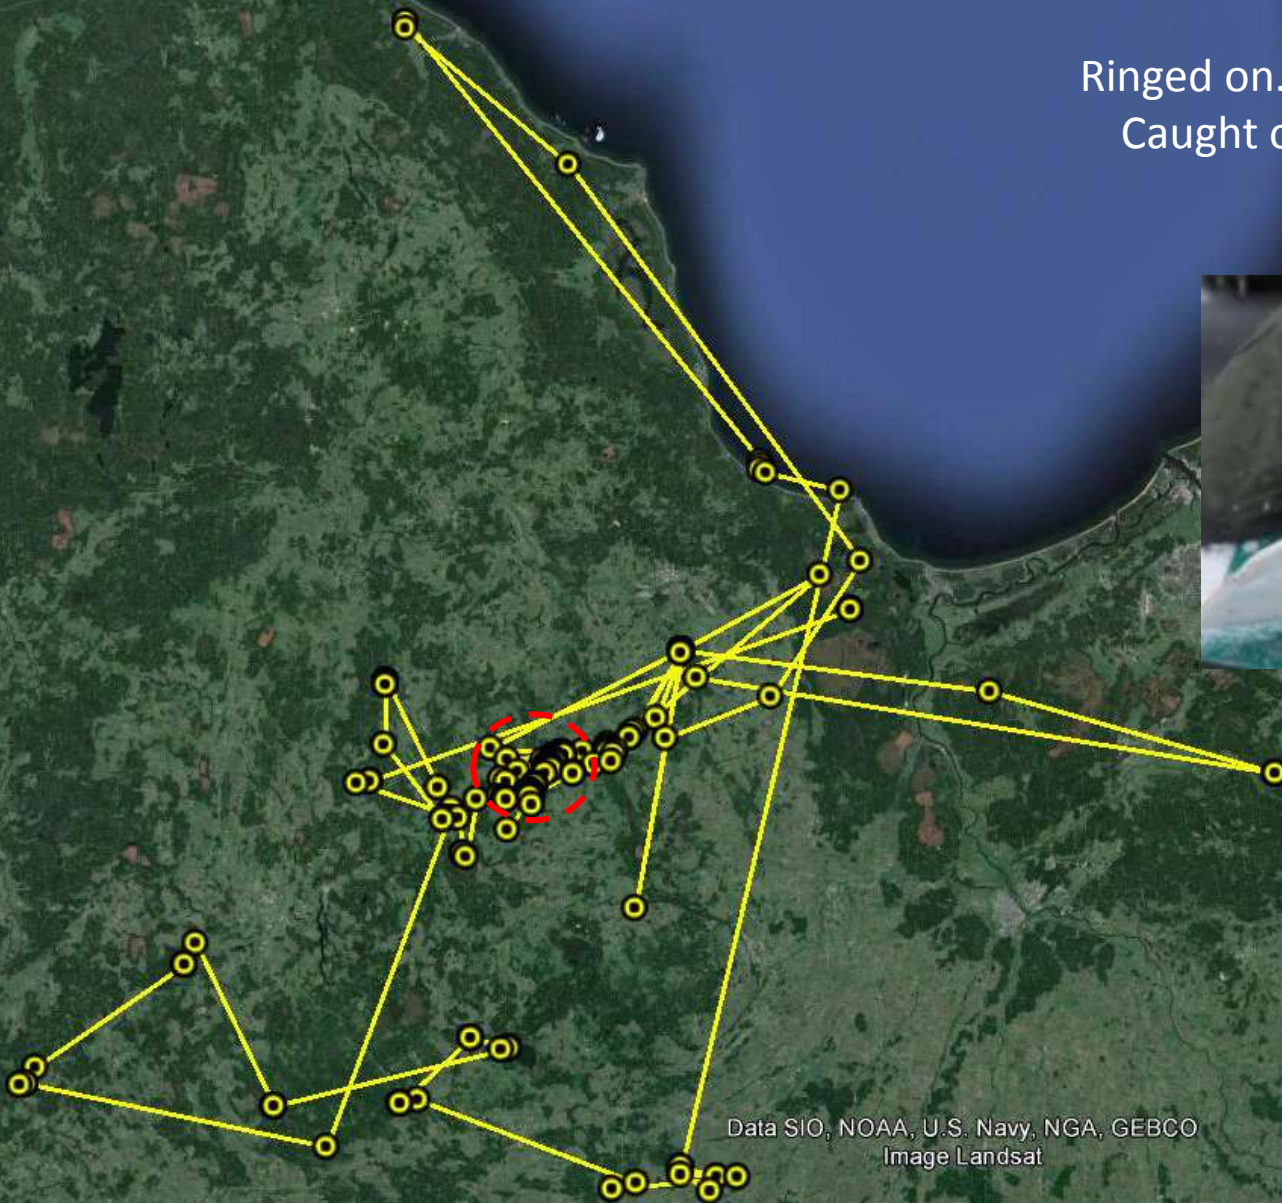 Ringed on.
Caught
Data SIO, NOAA, U.S. Navy, NGA, GEBCO
Image Landsat